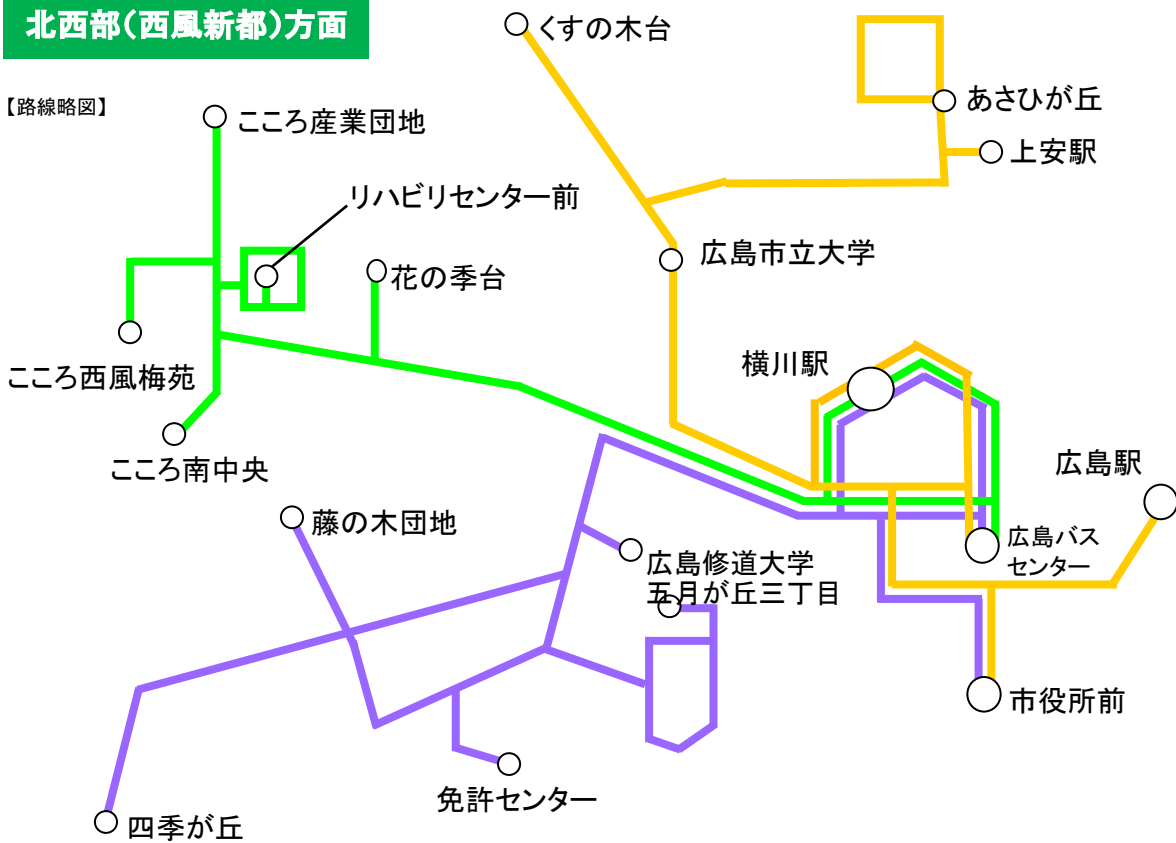 北西部（西風新都）方面
くすの木台
【路線略図】
あさひが丘
こころ産業団地
上安駅
リハビリセンター前
広島市立大学
花の季台
横川駅
こころ西風梅苑
こころ南中央
広島駅
藤の木団地
広島バス
センター
広島修道大学
五月が丘三丁目
市役所前
免許センター
四季が丘